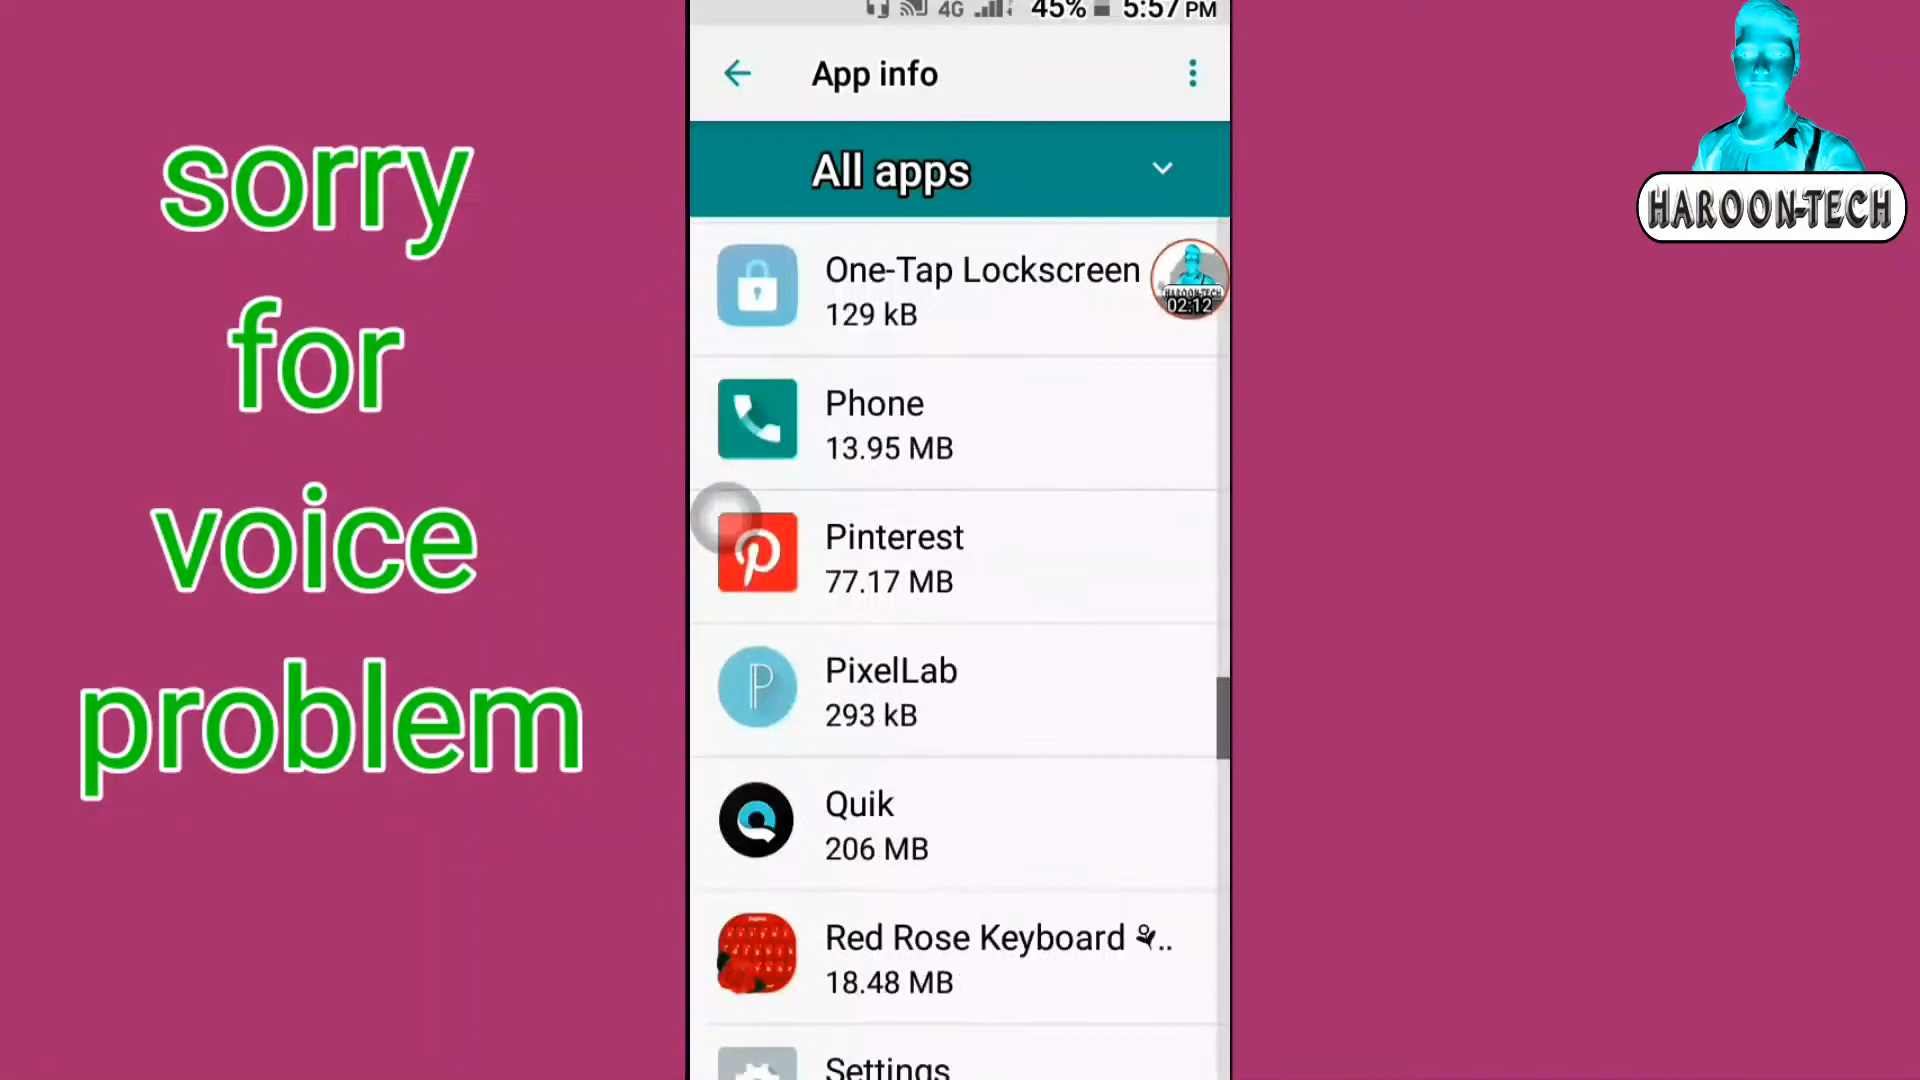 sorry
for
voice
problem
4G 45% 5:57 PM
App info
All apps
One-Tap Lockscreen
129 kB
02:12
Phone
13.95 MB
Pinterest
77.17 MB
PixelLab
293 kB
Quik
206 MB
Red Rose Keyboard ..
18.48 MB
Settings
HAROON-TECH
HAROON-TECH